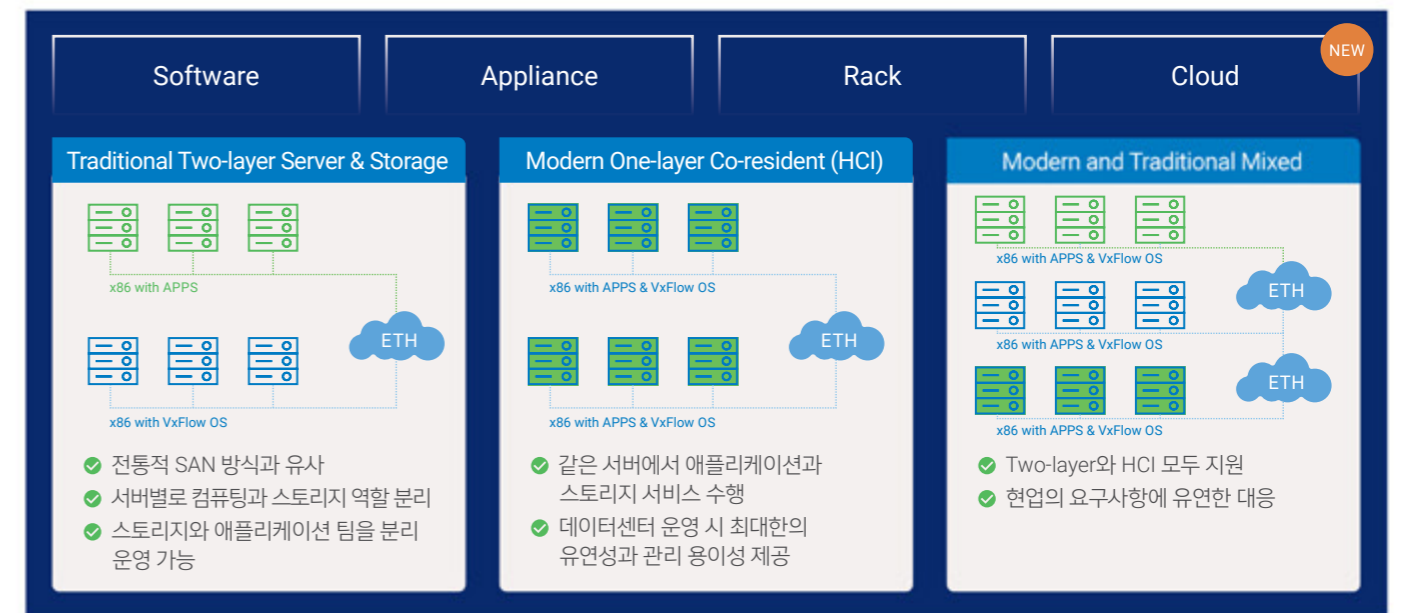 Software
Appliance
Rack
Cloud
NEW
Traditional Two-layer Server & Storage
x86 with APPS
ETH
x86 with VxFlow OS
전통적 SAN 방식과 유사
서버별로 컴퓨팅과 스토리지 역할 분리
스토리지와 애플리케이션 팀을 분리
운영 가능
Modern One-layer Co-resident (HCI)
x86 with APPS & VxFlow OS
ETH
x86 with APPS & VxFlow OS
같은 서버에서 애플리케이션과
스토리지 서비스 수행
데이터센터 운영 시 최대한의
유연성과 관리 용이성 제공
Modern and Traditional Mixed
x86 with APPS & VxFlow OS
ETH
x86 with APPS & VxFlow OS
ETH
x86 with APPS & VxFlow OS
Two-layer와 HCI 모두 지원
현업의 요구사항에 유연한 대응